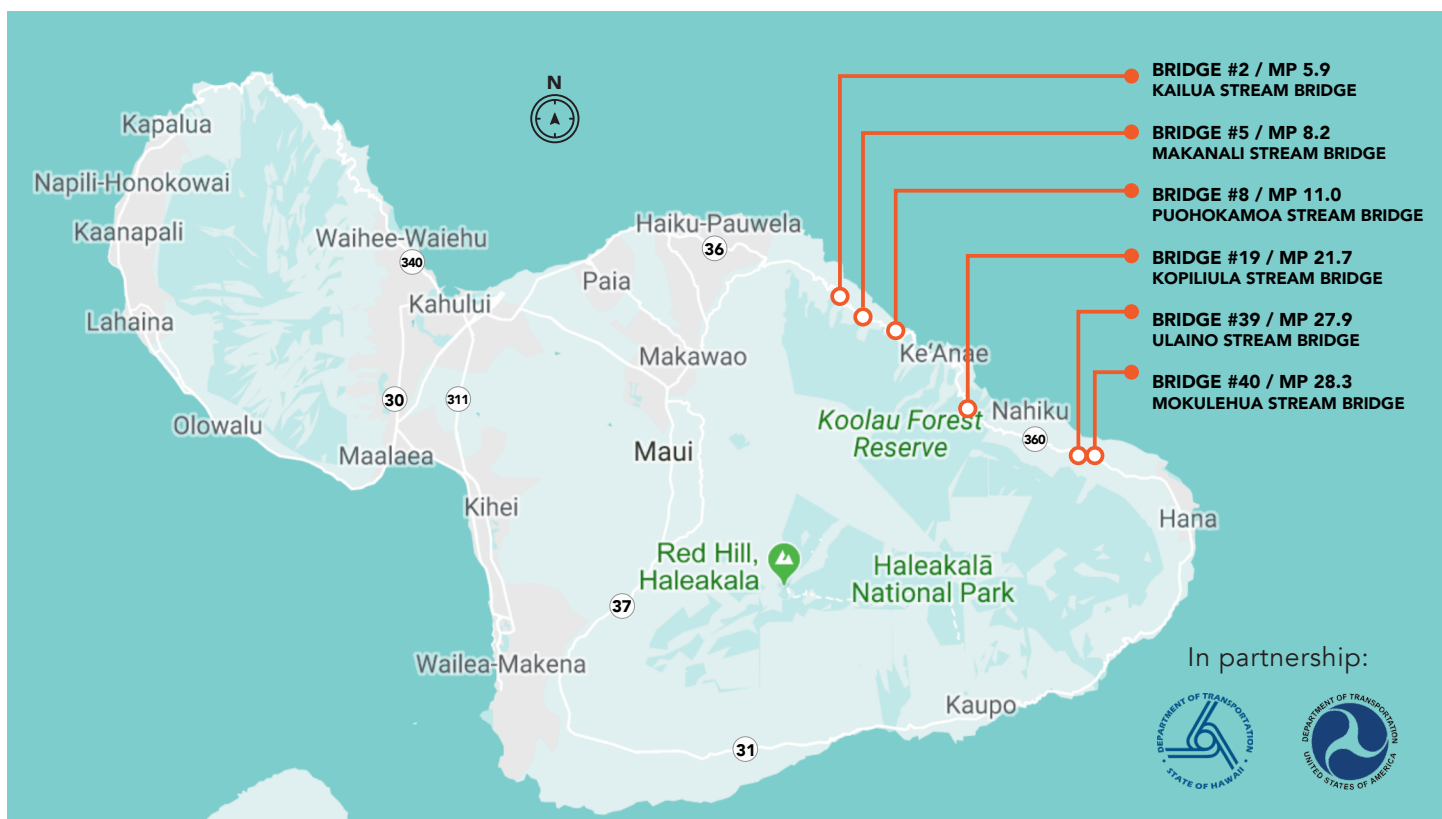 N
BRIDGE #2 / MP 5.9
KAILUA STREAM BRIDGE
BRIDGE #5 / MP 8.2
MAKANALI STREAM BRIDGE
BRIDGE #8 / MP 11.0
PUOHOKAMOA STREAM BRIDGE
BRIDGE #19 / MP 21.7
KOPILIULA STREAM BRIDGE
BRIDGE #39 / MP 27.9
ULAINO STREAM BRIDGE
BRIDGE #40 / MP 28.3
MOKULEHUA STREAM BRIDGE
Kapalua
Napili-Honokowai
Kaanapali
Waihee-Waiehu
340
Haiku-Pauwela
36
Paia
Kahului
Lahaina
Makawao
Ke‘Anae
30
311
Olowalu
Maalaea
Maui
Koolau Forest
Reserve
Nahiku
360
Kihei
Hana
Red Hill,
Haleakala
Haleakalā
National Park
37
Wailea-Makena
Kaupo
31
In partnership:
DEPARTMENT OF TRANSPORTATION
STATE OF HAWAII
DEPARTMENT OF TRANSPORTATION
UNITED STATES OF AMERICA